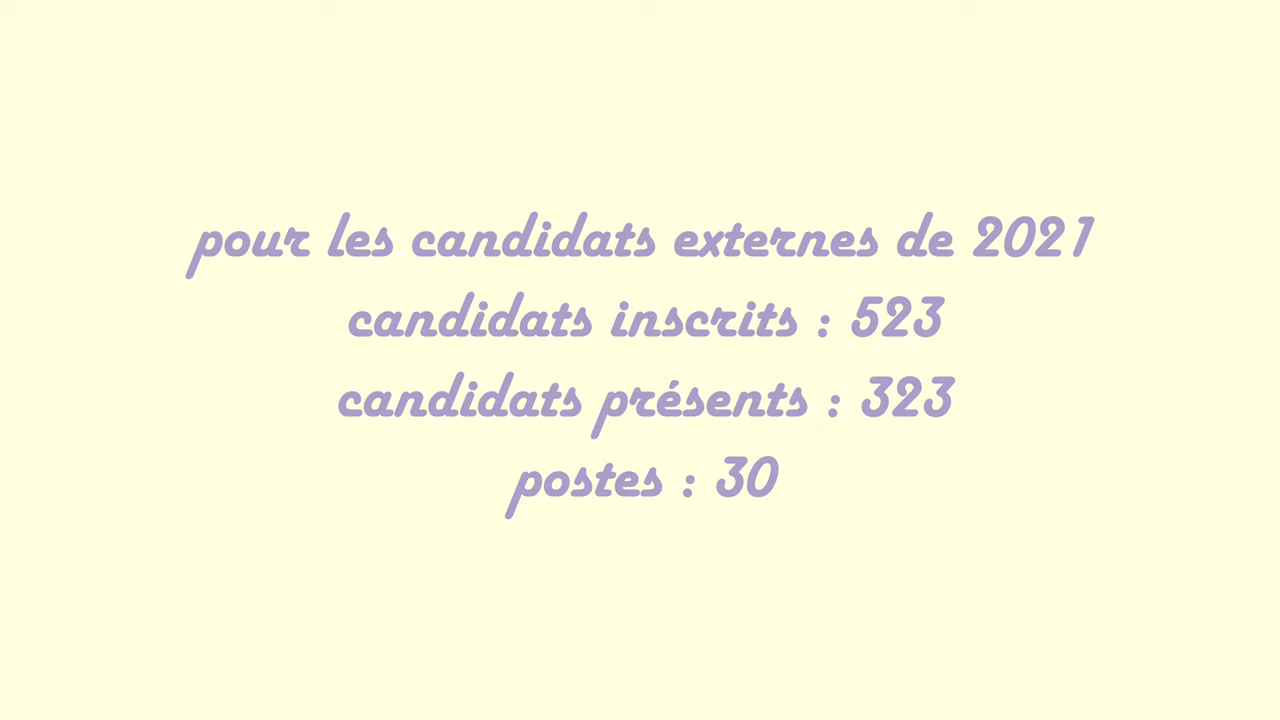 pour les candidats externes de 2021
candidats inscrits : 523
candidats présents : 323
postes : 30